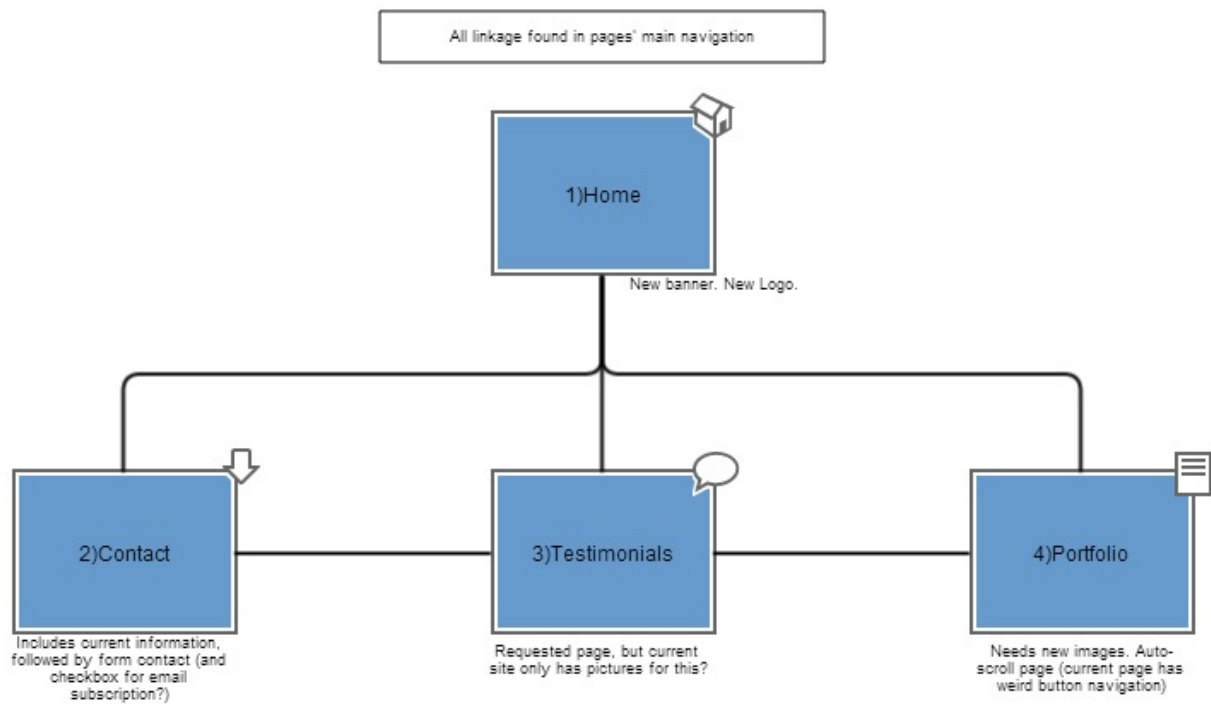 All linkage found in pages' main navigation
1)Home
New banner. New Logo.
2)Contact
Includes current information,
followed by form contact (and
checkbox for email
subscription?)
3)Testimonials
Requested page, but current
site only has pictures for this?
4)Portfolio
Needs new images. Auto-
scroll page (current page has
weird button navigation)